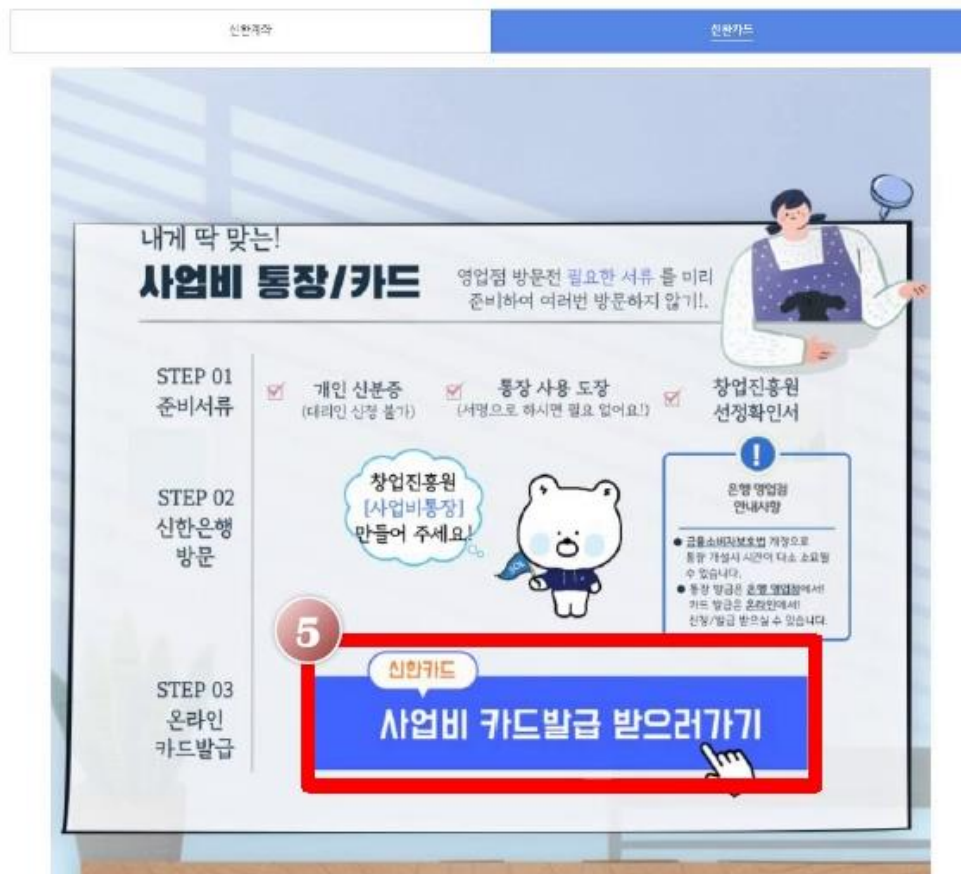 신한계좌
신한카드
내게 딱 맞는!
사업비 통장/카드
영업점 방문전 필요한 서류 를 미리
준비하여 여러번 방문하지 않기!.
STEP 01
준비서류
개인 신분증
(대리인 신청 불가)
통장 사용 도장
(서명으로 하시면 필요 없어요!)
창업진흥원
선정확인서
STEP 02
신한은행
방문
창업진흥원
[사업비통장]
만들어 주세요!
SOL
!
은행 영업점
안내사항
● 금융소비자보호법 개정으로
통장 개설시 시간이 다소 소요될
수 있습니다.
● 통장 발급은 은행 영업점에서!
카드 발급은 온라인에서!
신청/발급 받으실 수 있습니다.
5
STEP 03
온라인
카드발급
신한카드
사업비 카드발급 받으러가기